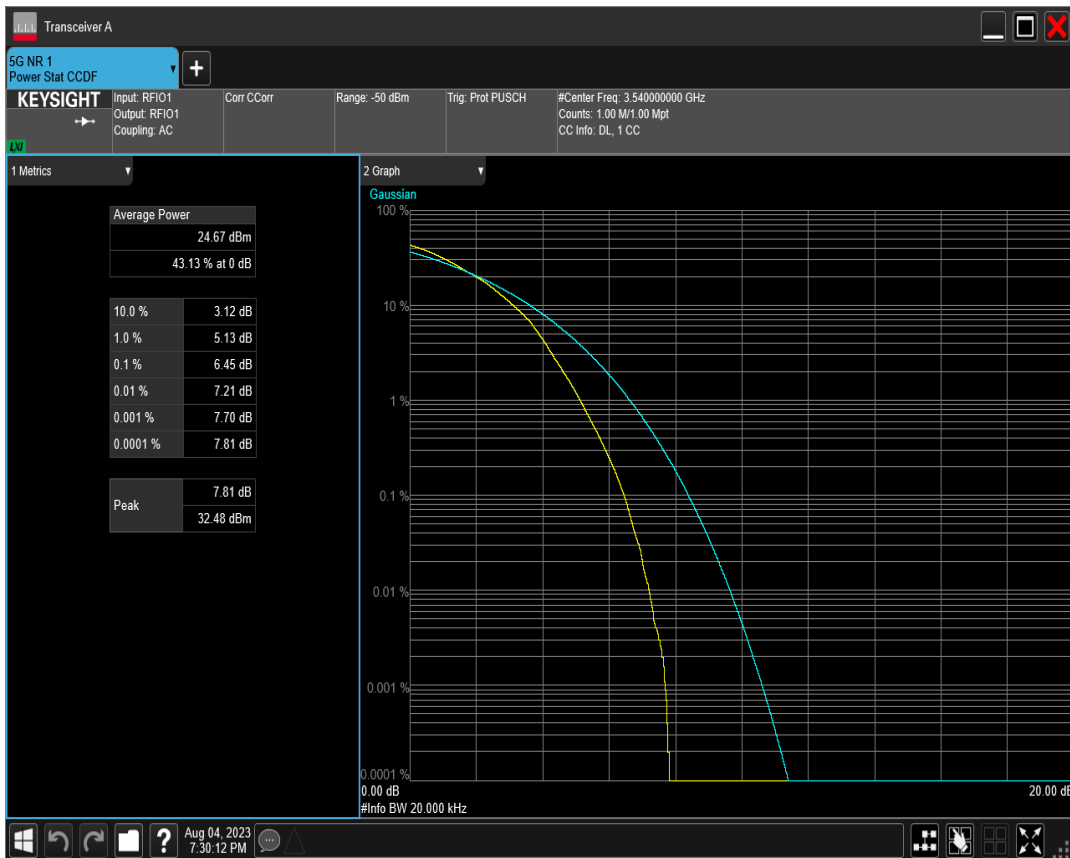 Transceiver A
5G NR 1
Power Stat CCDF
+
KEYSIGHT
LXI
Input: RFIO1
Output: RFIO1
Coupling: AC
Corr CCorr
Range: -50 dBm
Trig: Prot PUSCH
#Center Freq: 3.540000000 GHz
Counts: 1.00 M/1.00 Mpt
CC Info: DL, 1 CC
1 Metrics
Average Power
24.67 dBm
43.13 % at 0 dB
10.0 % 3.12 dB
1.0 % 5.13 dB
0.1 % 6.45 dB
0.01 % 7.21 dB
0.001 % 7.70 dB
0.0001 % 7.81 dB
Peak
7.81 dB
32.48 dBm
2 Graph
Gaussian
100 %
10 %
1 %
0.1 %
0.01 %
0.001 %
0.0001 %
0.00 dB 20.00 dB
#Info BW 20.000 kHz
?
Aug 04, 2023
7:30:12 PM